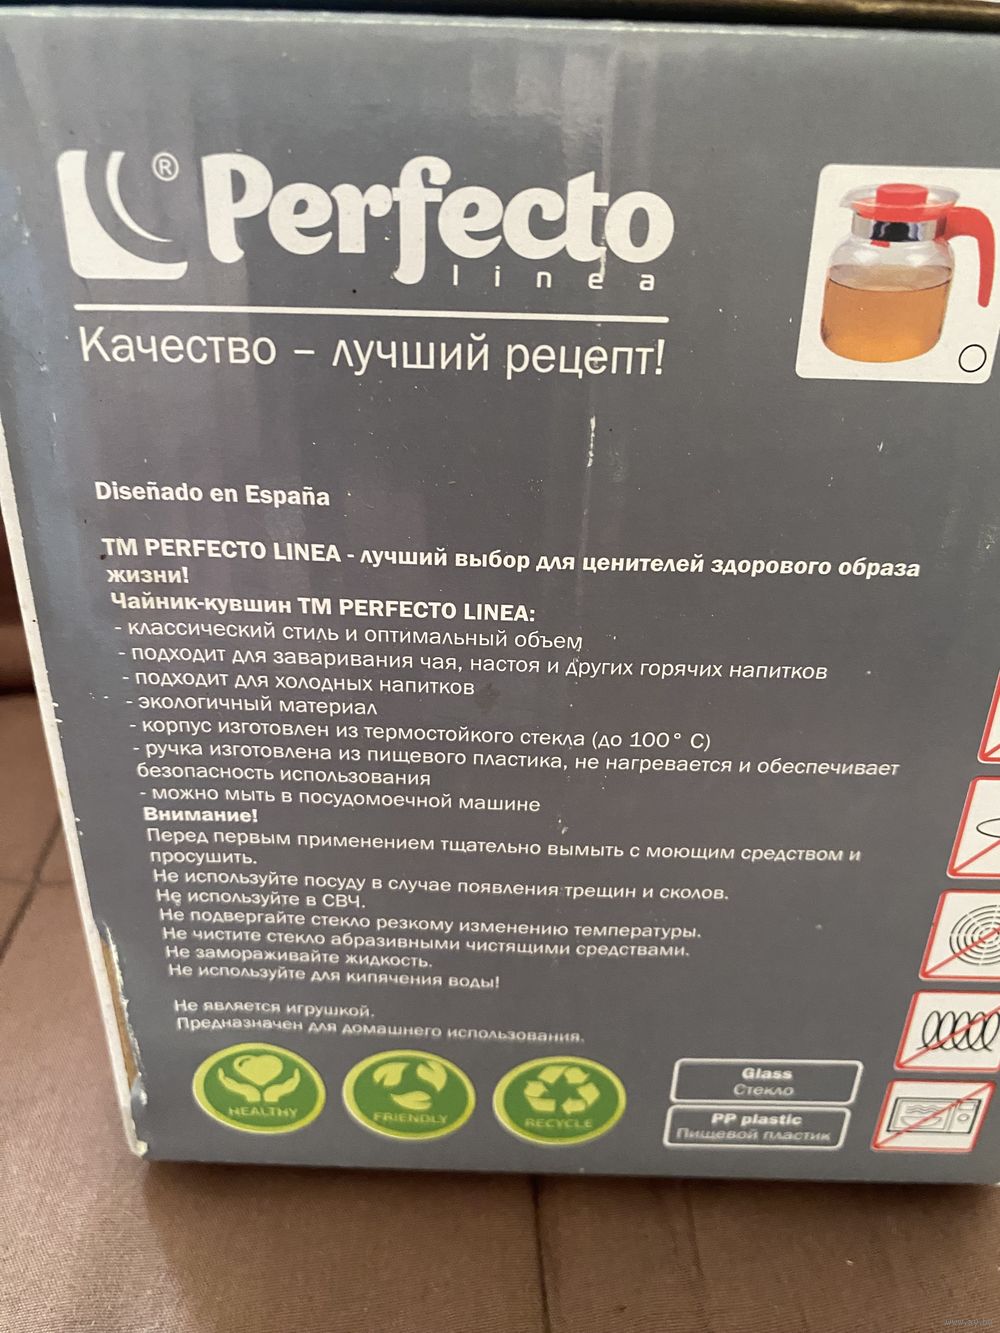 ®
Perfecto
linea
Качество – лучший рецепт!
Diseñado en España
ТМ PERFECTO LINEA - лучший выбор для ценителей здорового образа
жизни!
Чайник-кувшин ТМ PERFECTO LINEA:
- классический стиль и оптимальный объем
- подходит для заваривания чая, настоя и других горячих напитков
- подходит для холодных напитков
- экологичный материал
- корпус изготовлен из термостойкого стекла (до 100° С)
- ручка изготовлена из пищевого пластика, не нагревается и обеспечивает
безопасность использования
- можно мыть в посудомоечной машине
Внимание!
Перед первым применением тщательно вымыть с моющим средством и
просушить.
Не используйте посуду в случае появления трещин и сколов.
Не используйте в СВЧ.
Не подвергайте стекло резкому изменению температуры.
Не чистите стекло абразивными чистящими средствами.
Не замораживайте жидкость.
Не используйте для кипячения воды!
Не является игрушкой.
Предназначен для домашнего использования.
HEALTHY
FRIENDLY
RECYCLE
Glass
Стекло
PP plastic
Пищевой пластик
www.ay.by